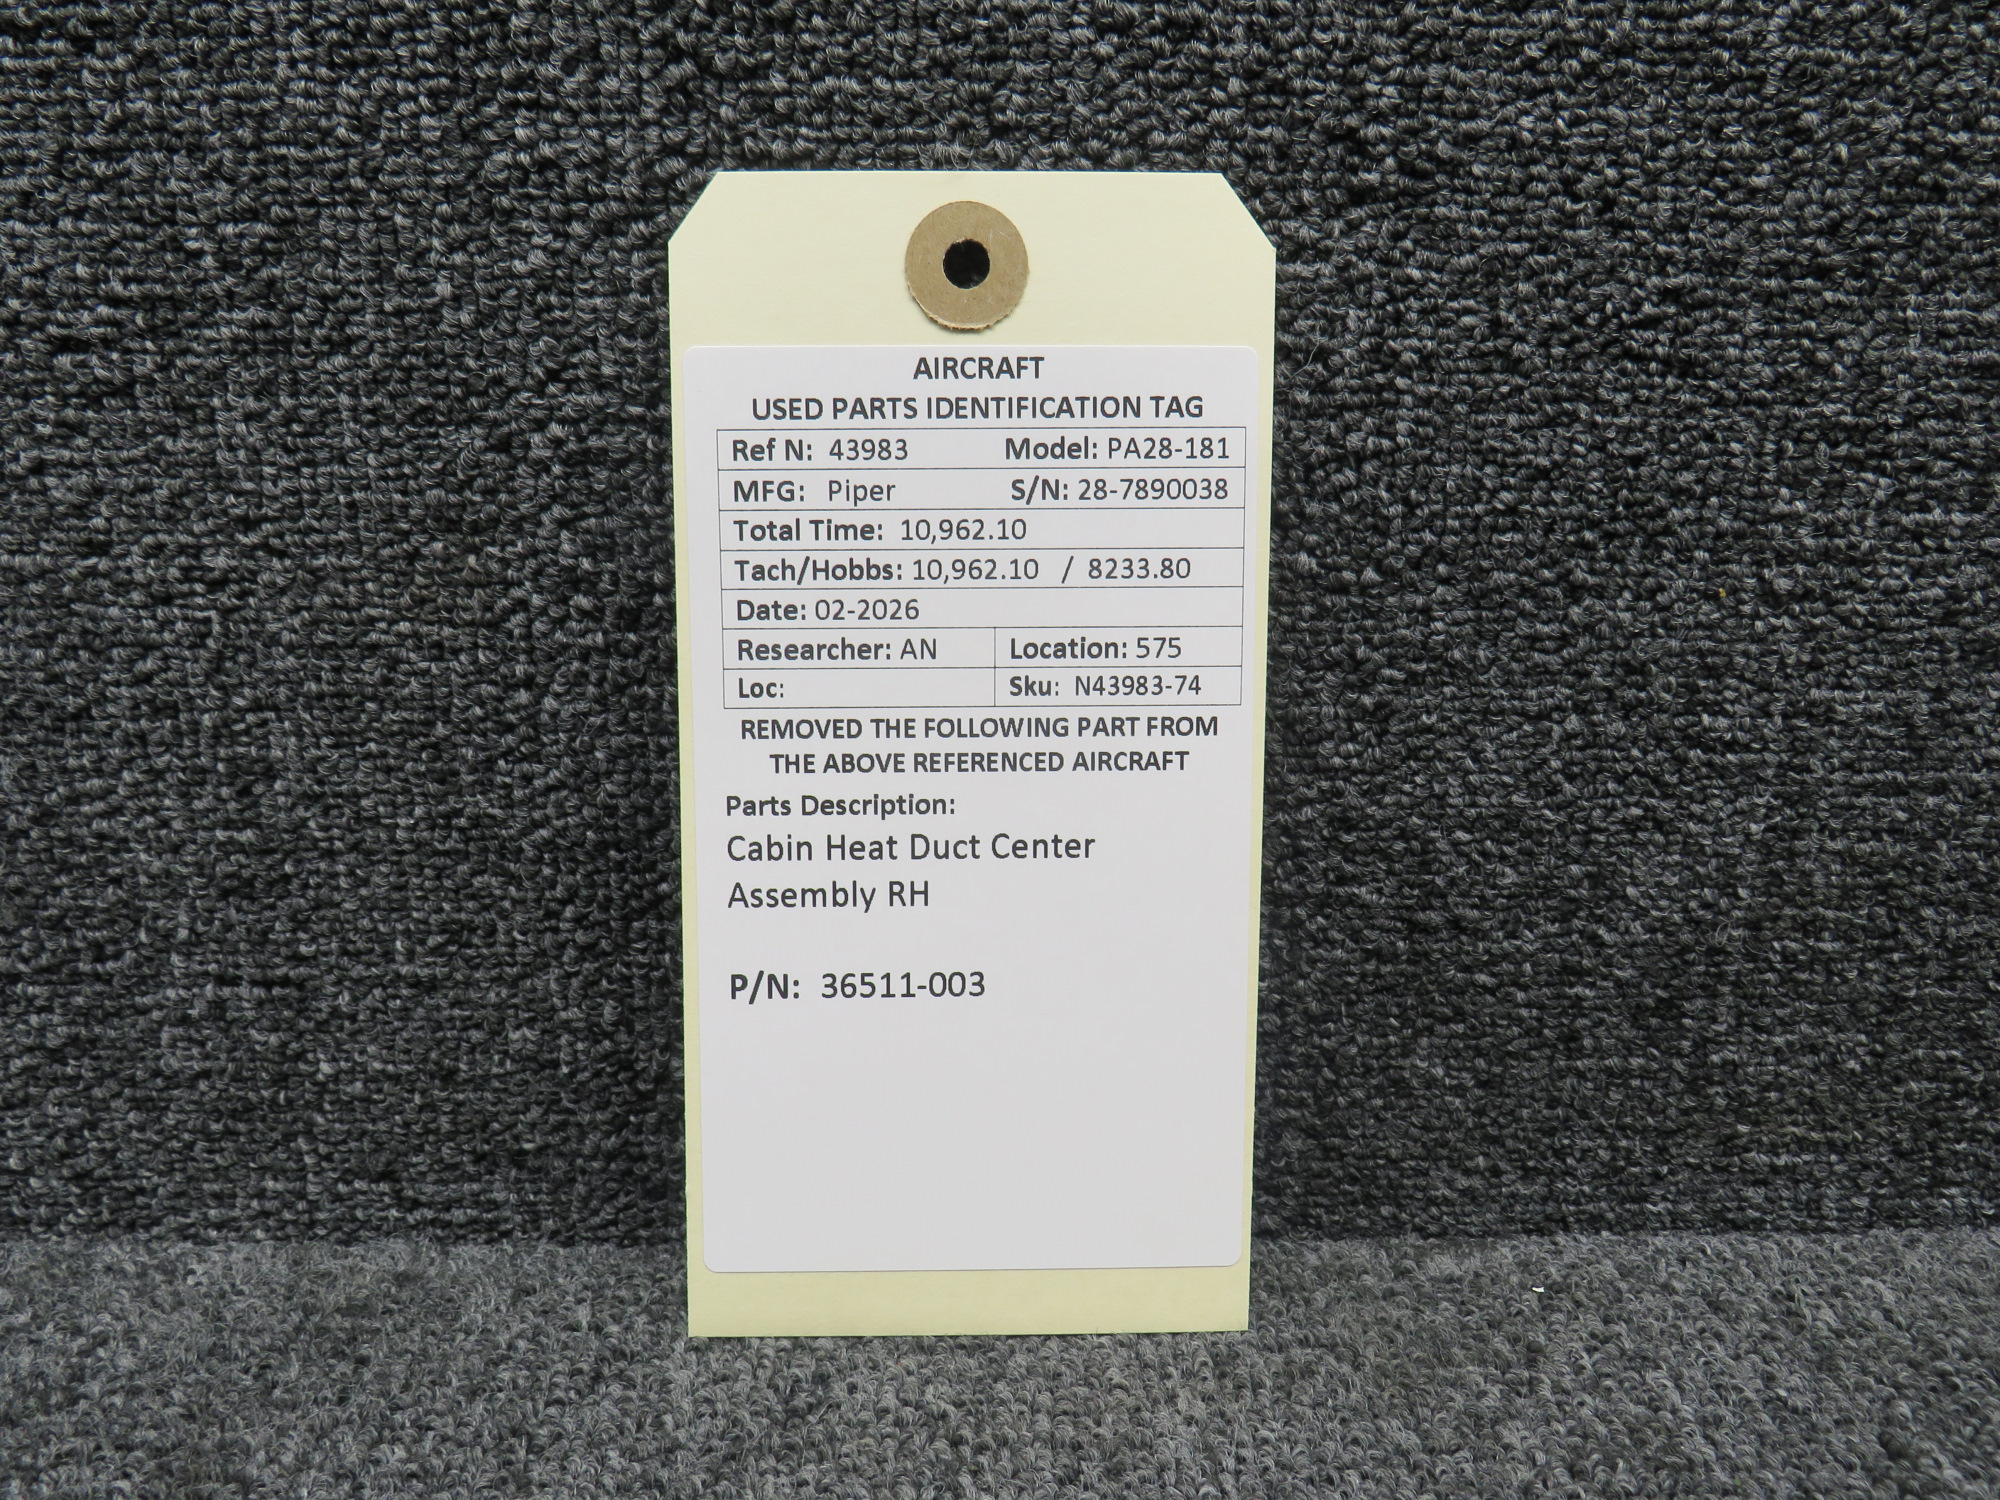 AIRCRAFT
USED PARTS IDENTIFICATION TAG
Ref N: 43983 Model: PA28-181
MFG: Piper S/N: 28-7890038
Total Time: 10,962.10
Tach/Hobbs: 10,962.10 / 8233.80
Date: 02-2026
Researcher: AN Location: 575
Loc: Sku: N43983-74
REMOVED THE FOLLOWING PART FROM
THE ABOVE REFERENCED AIRCRAFT
Parts Description:
Cabin Heat Duct Center
Assembly RH
P/N: 36511-003